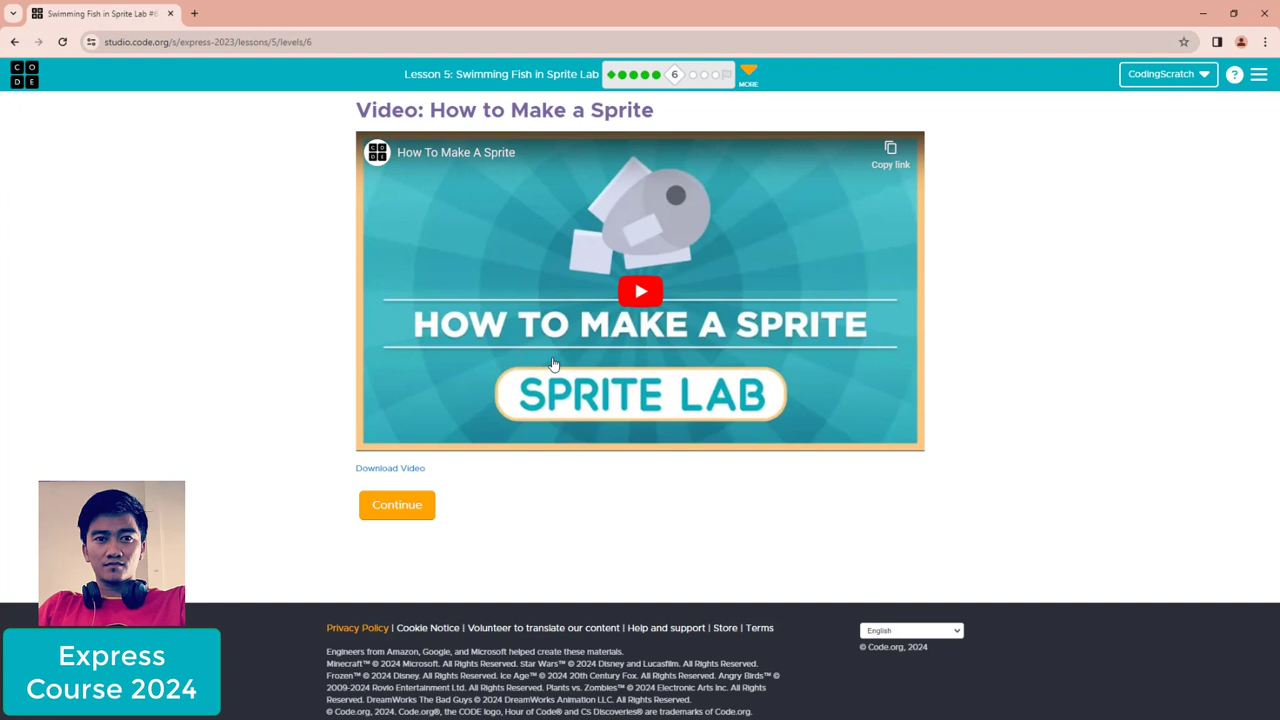 Swimming Fish in Sprite Lab #6
studio.code.org/s/express-2023/lessons/5/levels/6
CODE
Lesson 5: Swimming Fish in Sprite Lab
6
MORE
CodingScratch
?
Video: How to Make a Sprite
CODE
How To Make A Sprite
Copy link
HOW TO MAKE A SPRITE
SPRITE LAB
Download Video
Continue
Privacy Policy | Cookie Notice | Volunteer to translate our content | Help and support | Store | Terms
English
© Code.org, 2024
Engineers from Amazon, Google, and Microsoft helped create these materials.
Minecraft™ © 2024 Microsoft. All Rights Reserved. Star Wars™ © 2024 Disney and Lucasfilm. All Rights Reserved.
Frozen™ © 2024 Disney. All Rights Reserved. Ice Age™ © 2024 20th Century Fox. All Rights Reserved. Angry Birds™ ©
2009-2024 Rovio Entertainment Ltd. All Rights Reserved. Plants vs. Zombies™ © 2024 Electronic Arts Inc. All Rights
Reserved. DreamWorks The Bad Guys © 2024 DreamWorks Animation LLC. All Rights Reserved.
© Code.org, 2024. Code.org®, the CODE logo, Hour of Code® and CS Discoveries® are trademarks of Code.org.
Express
Course 2024